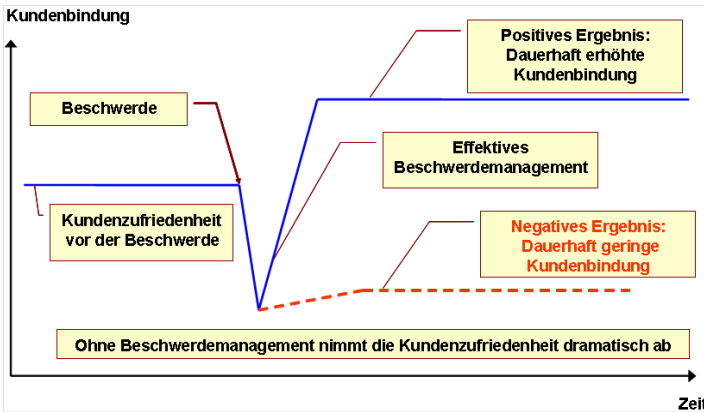 Kundenbindung
Positives Ergebnis:
Dauerhaft erhöhte
Kundenbindung
Beschwerde
Effektives
Beschwerdemanagement
Kundenzufriedenheit
vor der Beschwerde
Negatives Ergebnis:
Dauerhaft geringe
Kundenbindung
Ohne Beschwerdemanagement nimmt die Kundenzufriedenheit dramatisch ab
Zeit